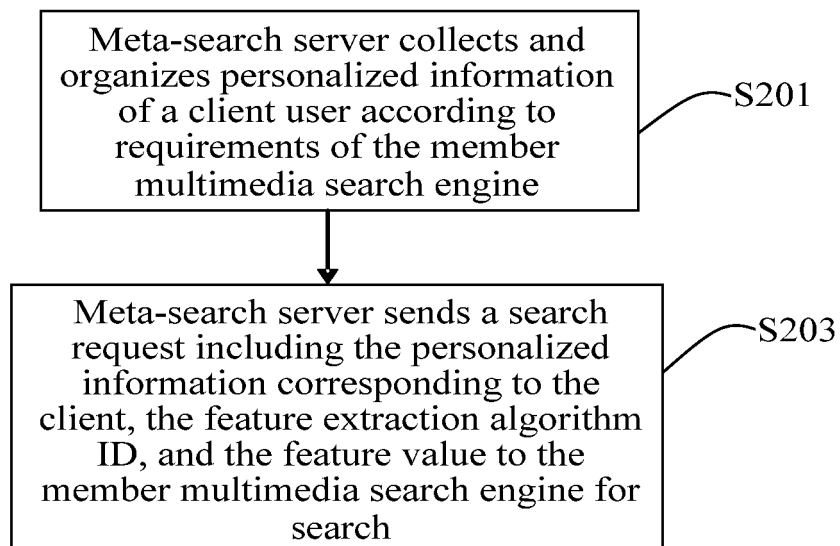 Meta-search server collects and
organizes personalized information
of a client user according to
requirements of the member
multimedia search engine
S201
Meta-search server sends a search
request including the personalized
information corresponding to the
client, the feature extraction algorithm
ID, and the feature value to the
member multimedia search engine for
search
S203